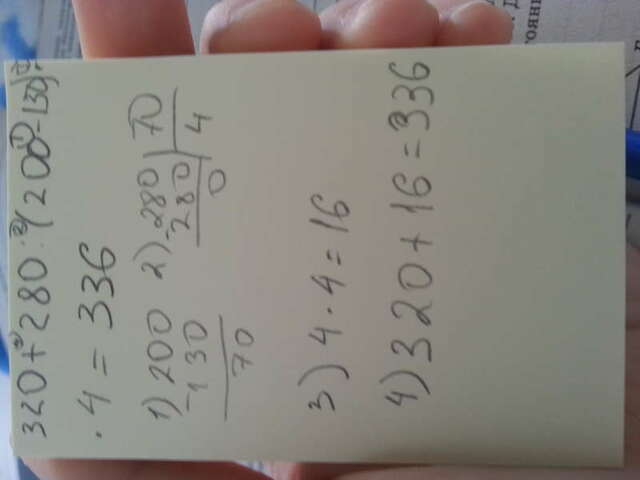 320+280:(200-130)·
·4=336
1) 200 2) -280 | 70
-130 280 | 4
70 0
3) 4·4=16
4) 320+16=336